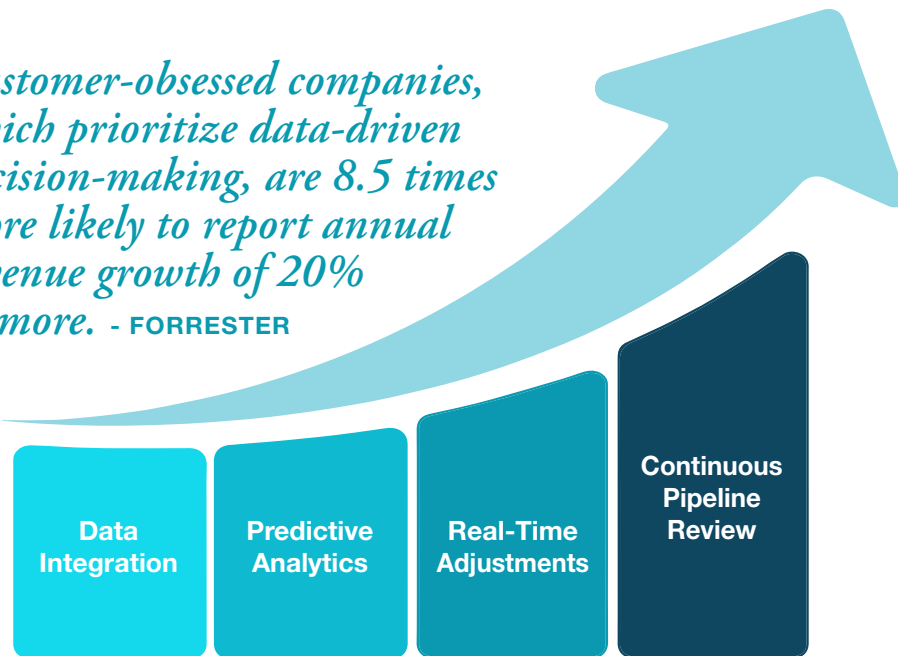 stomer-obsessed companies,
ich prioritize data-driven
cision-making, are 8.5 times
re likely to report annual
venue growth of 20%
more. - FORRESTER
Data
Integration
Predictive
Analytics
Real-Time
Adjustments
Continuous
Pipeline
Review